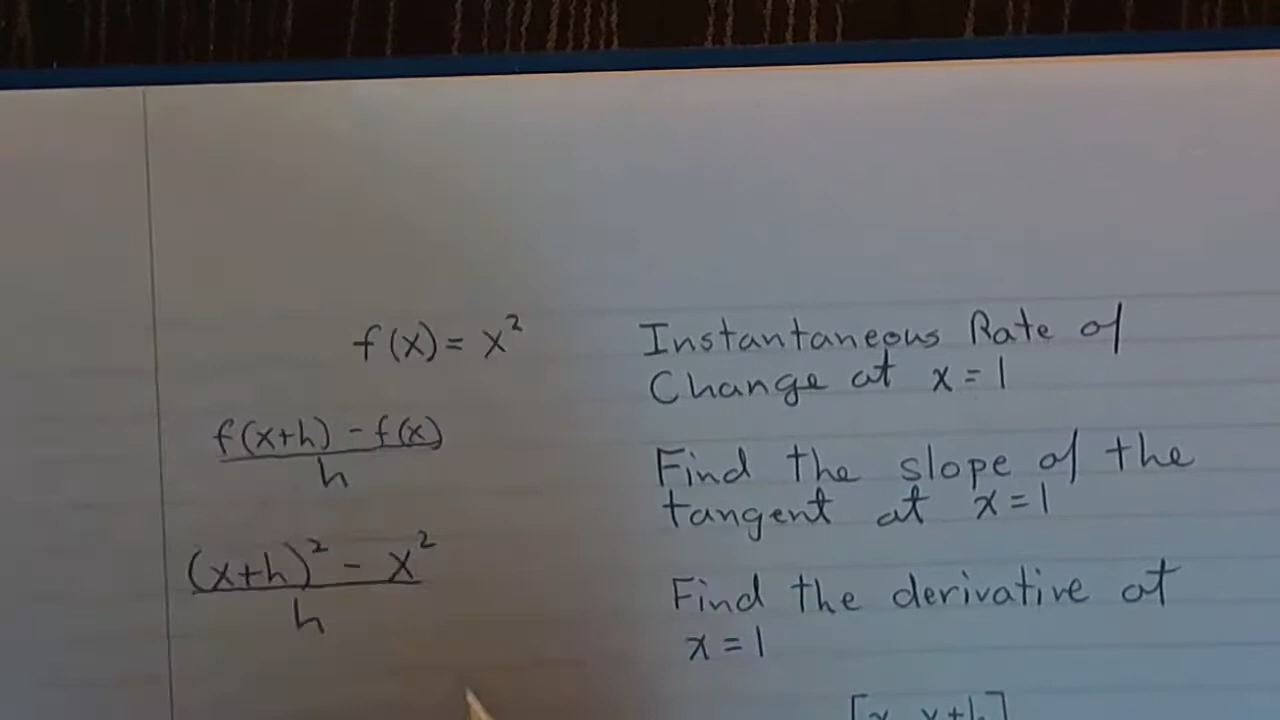 f(x) = x²
f(x+h) - f(x)
h
(x+h)² - x²
h
Instantaneous Rate of
Change at x = 1
Find the slope of the
tangent at x = 1
Find the derivative at
x = 1